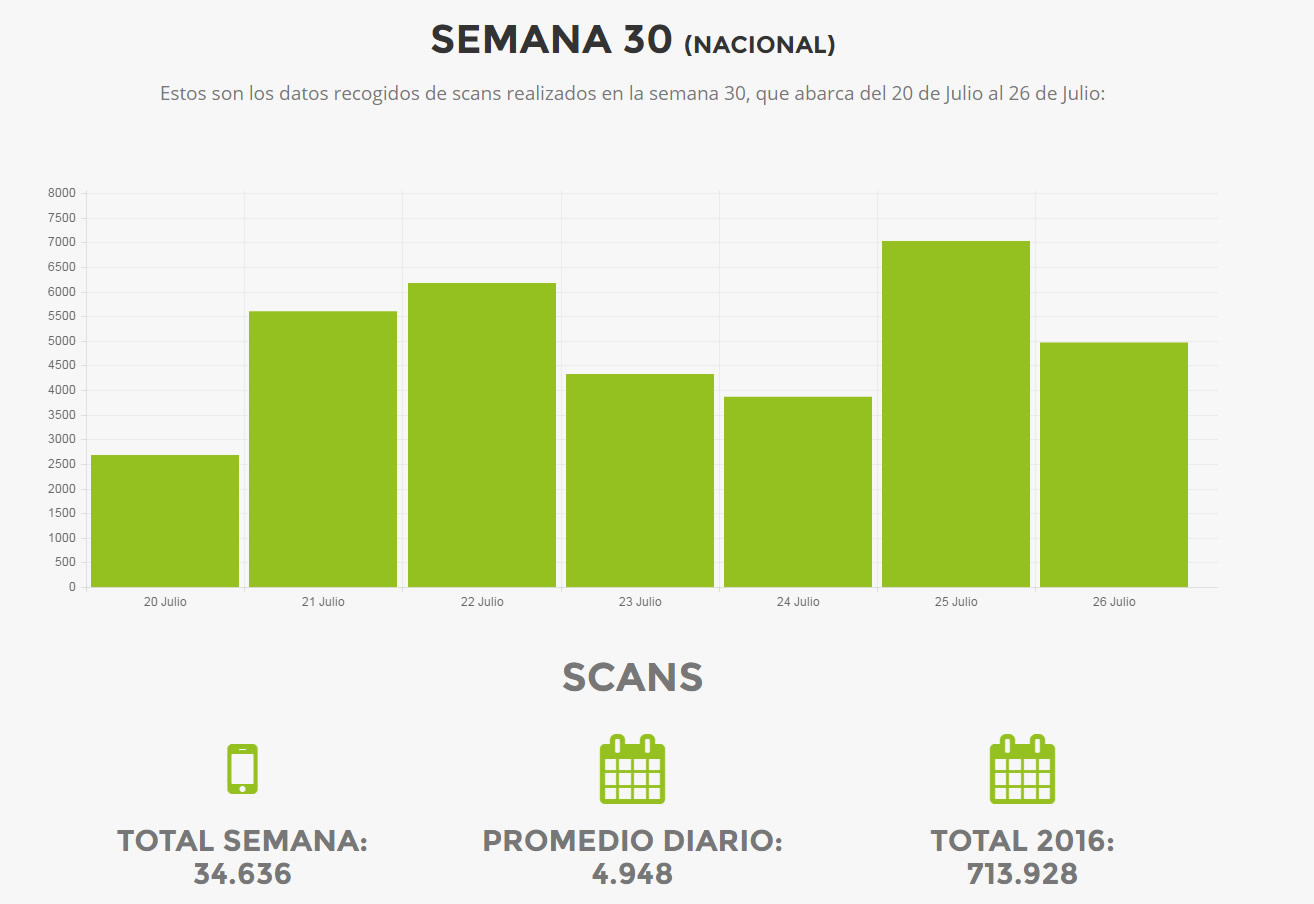 SEMANA 30 (NACIONAL)
Estos son los datos recogidos de scans realizados en la semana 30, que abarca del 20 de Julio al 26 de Julio:
8000
7500
7000
6500
6000
5500
5000
4500
4000
3500
3000
2500
2000
1500
1000
500
0
20 Julio 21 Julio 22 Julio 23 Julio 24 Julio 25 Julio 26 Julio
SCANS
TOTAL SEMANA: PROMEDIO DIARIO: TOTAL 2016:
34.636 4.948 713.928